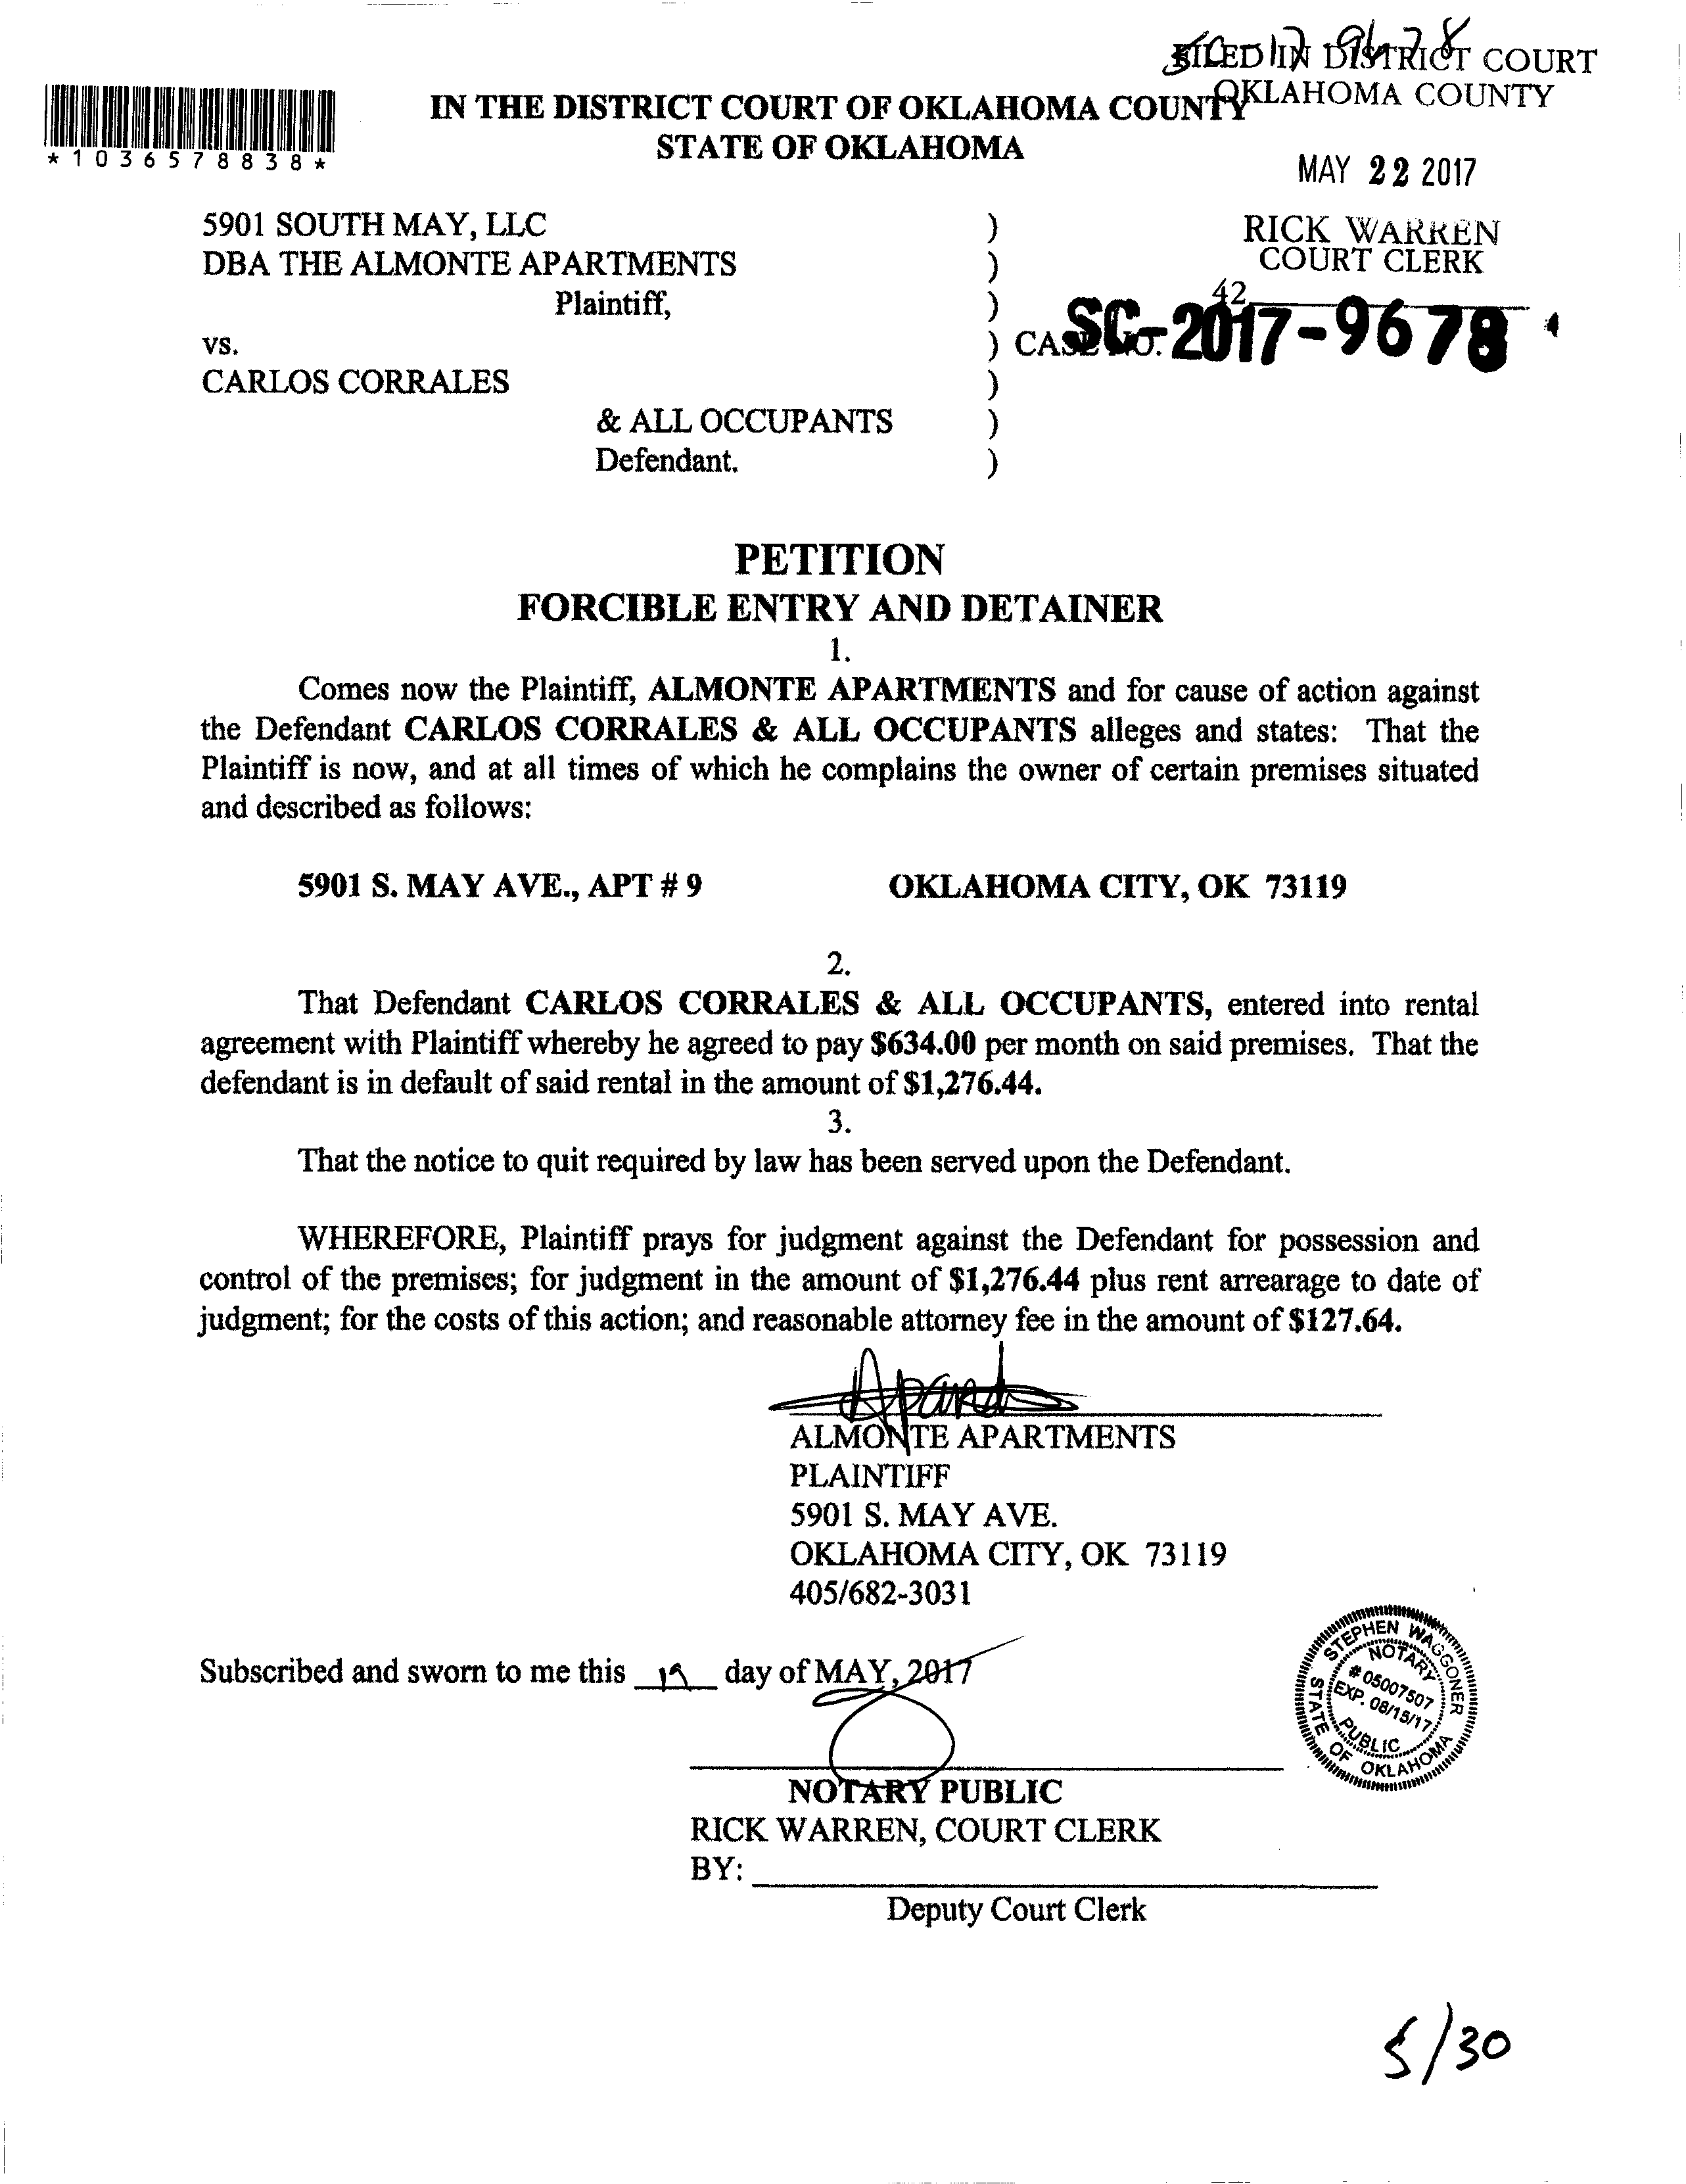 SC 17 9678
FILED IN DISTRICT COURT
OKLAHOMA COUNTY
*1036578838*
IN THE DISTRICT COURT OF OKLAHOMA COUNTY
STATE OF OKLAHOMA
MAY 22 2017
5901 SOUTH MAY, LLC )
DBA THE ALMONTE APARTMENTS )
Plaintiff, )
RICK WARREN
COURT CLERK
42
vs. ) CASE NO. SC-2017-9678
CARLOS CORRALES )
& ALL OCCUPANTS )
Defendant. )
PETITION
FORCIBLE ENTRY AND DETAINER
1.
Comes now the Plaintiff, ALMONTE APARTMENTS and for cause of action against
the Defendant CARLOS CORRALES & ALL OCCUPANTS alleges and states: That the
Plaintiff is now, and at all times of which he complains the owner of certain premises situated
and described as follows:
5901 S. MAY AVE., APT # 9 OKLAHOMA CITY, OK 73119
2.
That Defendant CARLOS CORRALES & ALL OCCUPANTS, entered into rental
agreement with Plaintiff whereby he agreed to pay $634.00 per month on said premises. That the
defendant is in default of said rental in the amount of $1,276.44.
3.
That the notice to quit required by law has been served upon the Defendant.
WHEREFORE, Plaintiff prays for judgment against the Defendant for possession and
control of the premises; for judgment in the amount of $1,276.44 plus rent arrearage to date of
judgment; for the costs of this action; and reasonable attorney fee in the amount of $127.64.
ALMONTE APARTMENTS
PLAINTIFF
5901 S. MAY AVE.
OKLAHOMA CITY, OK 73119
405/682-3031
Subscribed and sworn to me this 19 day of MAY, 2017
STEPHEN WAGGONER
NOTARY
# 05007507
EXP. 08/15/17
PUBLIC
STATE OF OKLAHOMA
NOTARY PUBLIC
RICK WARREN, COURT CLERK
BY:
Deputy Court Clerk
5/30